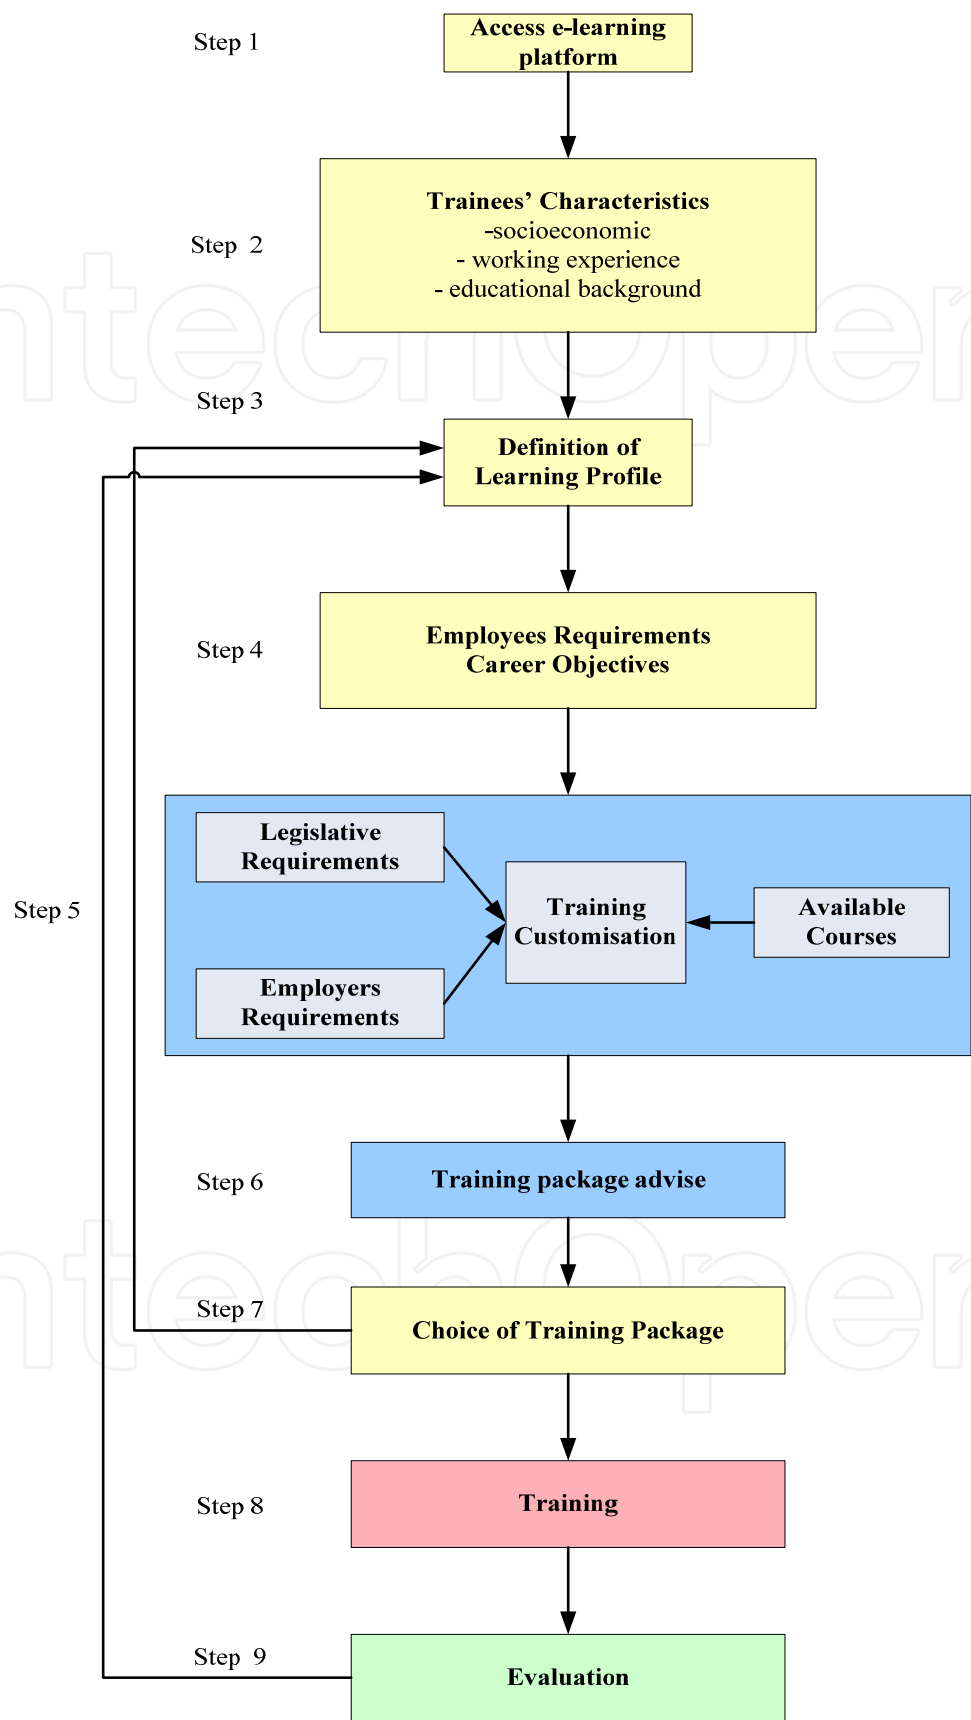 Step 1
Access e-learning
platform
Step 2
Trainees' Characteristics
-socioeconomic
- working experience
- educational background
Step 3
Definition of
Learning Profile
Step 4
Employees Requirements
Career Objectives
Step 5
Legislative
Requirements
Training
Customisation
Available
Courses
Employers
Requirements
Step 6
Training package advise
Step 7
Choice of Training Package
Step 8
Training
Step 9
Evaluation
ntechOpen
ntechOpen